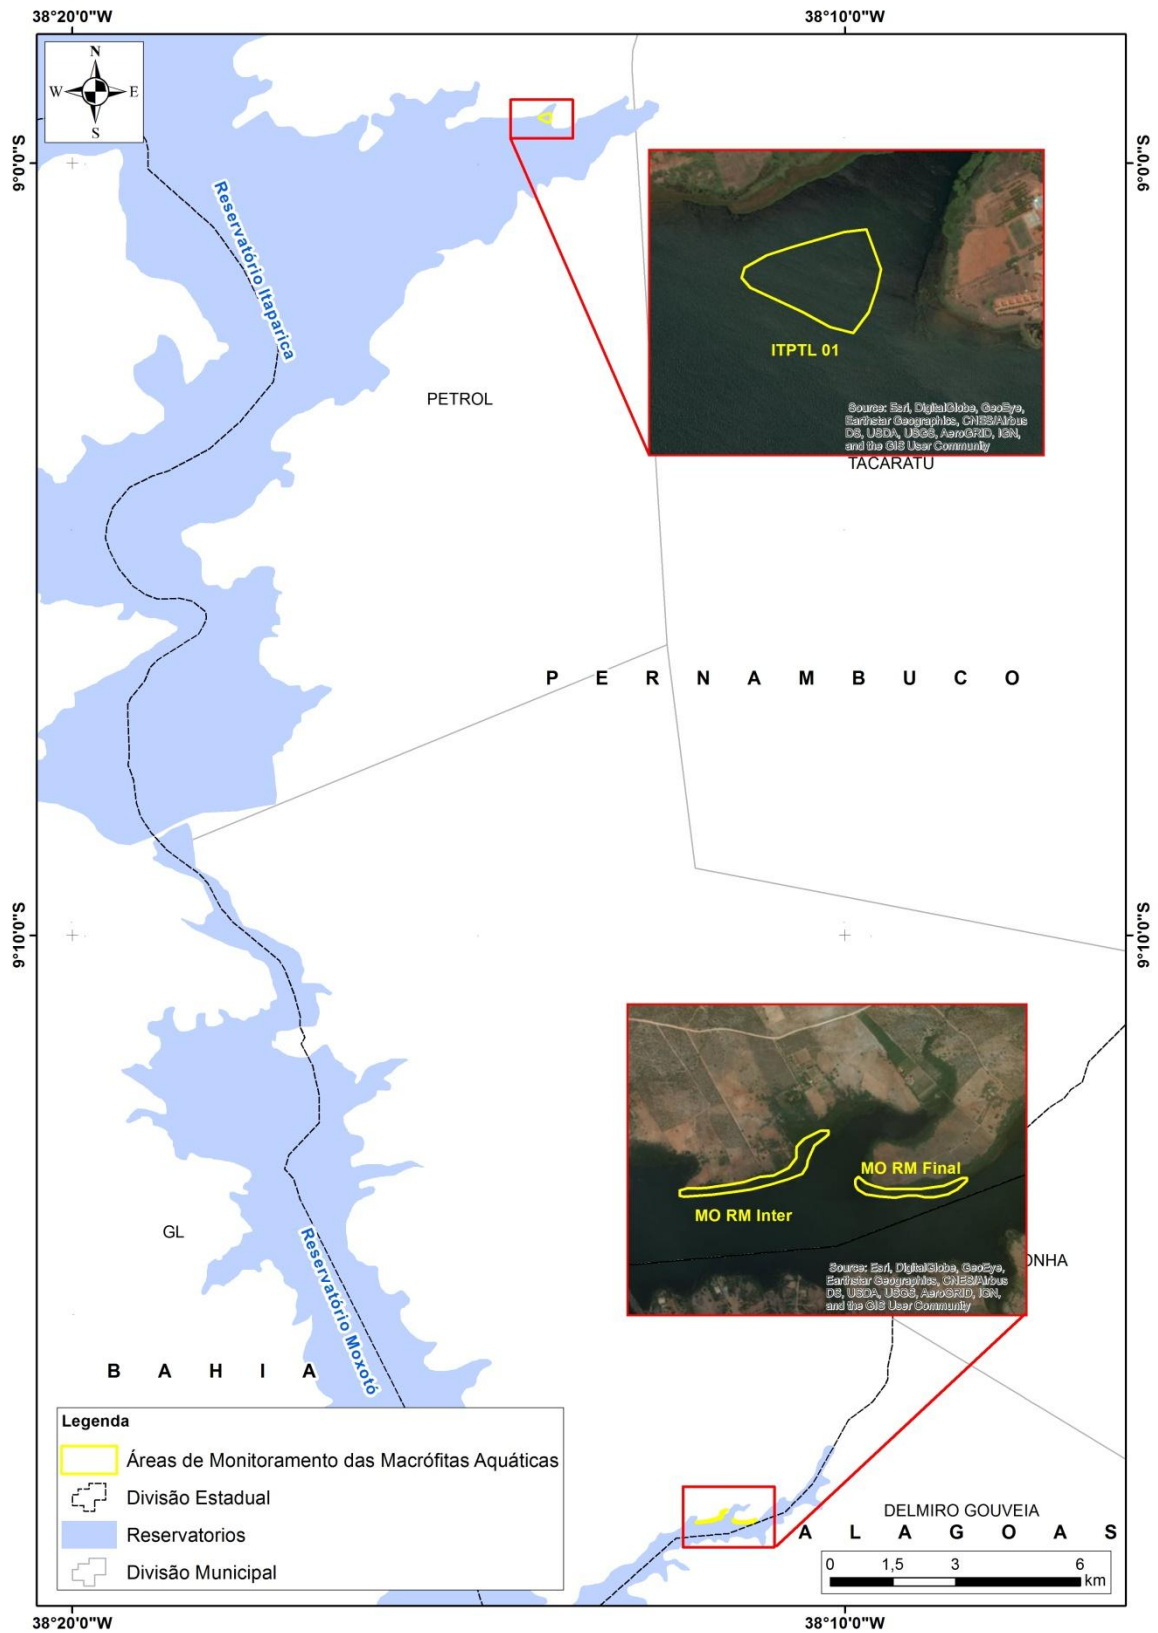 38°20'0"W
38°10'0"W
N
W
E
S
9°0'0"S
9°0'0"S
Reservatório Itaparica
ITPTL 01
Source: Esri, DigitalGlobe, GeoEye,
Earthstar Geographics, CNES/Airbus
DS, USDA, USGS, AeroGRID, IGN,
and the GIS User Community
PETROL
TACARATU
PERNAMBUCO
9°10'0"S
9°10'0"S
MO RM Final
MO RM Inter
GL
ONHA
Source: Esri, DigitalGlobe, GeoEye,
Earthstar Geographics, CNES/Airbus
DS, USDA, USGS, AeroGRID, IGN,
and the GIS User Community
Reservatório Moxotó
BAHIA
Legenda
Áreas de Monitoramento das Macrófitas Aquáticas
Divisão Estadual
Reservatorios
Divisão Municipal
DELMIRO GOUVEIA
ALAGOAS
0 1,5 3 6
km
38°20'0"W
38°10'0"W